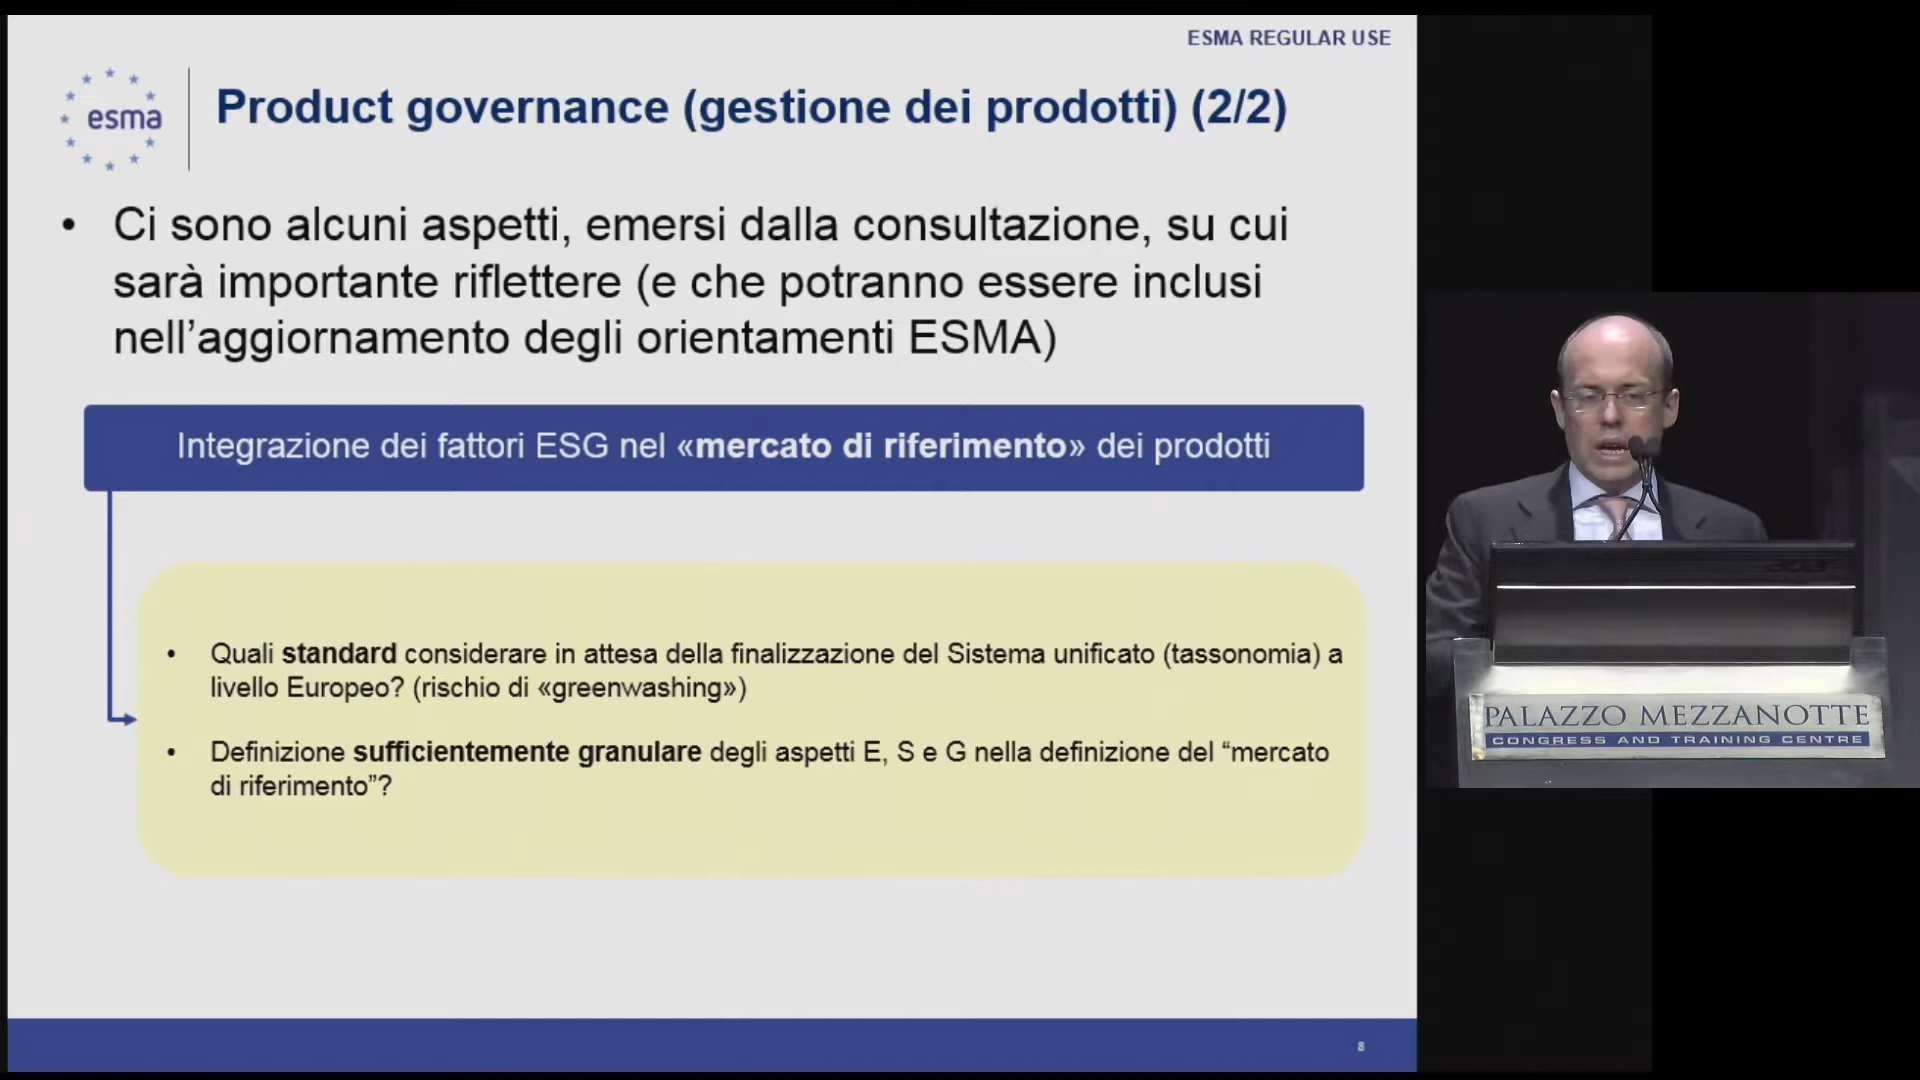 ESMA REGULAR USE
esma
Product governance (gestione dei prodotti) (2/2)
• Ci sono alcuni aspetti, emersi dalla consultazione, su cui
sarà importante riflettere (e che potranno essere inclusi
nell’aggiornamento degli orientamenti ESMA)
Integrazione dei fattori ESG nel «mercato di riferimento» dei prodotti
• Quali standard considerare in attesa della finalizzazione del Sistema unificato (tassonomia) a
livello Europeo? (rischio di «greenwashing»)
• Definizione sufficientemente granulare degli aspetti E, S e G nella definizione del “mercato
di riferimento”?
8
PALAZZO MEZZANOTTE
CONGRESS AND TRAINING CENTRE